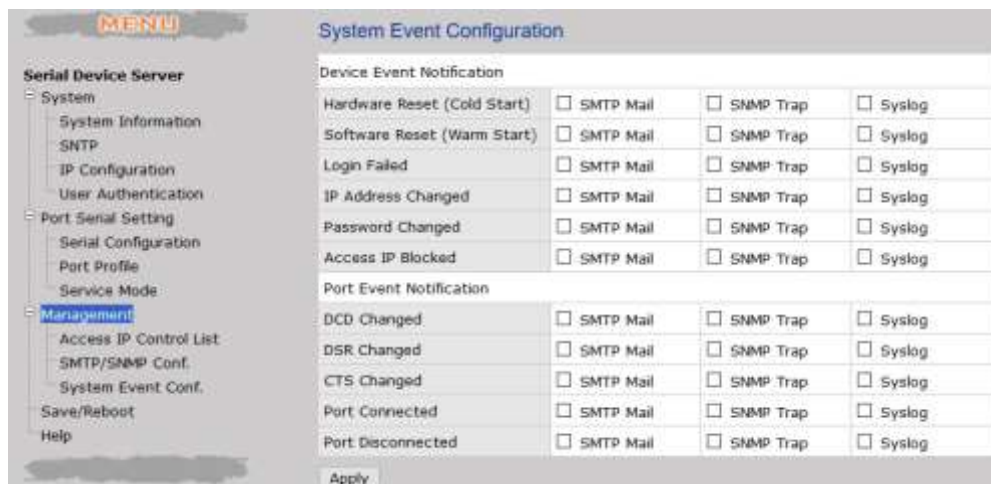 MENU
Serial Device Server
System
System Information
SNTP
IP Configuration
User Authentication
Port Serial Setting
Serial Configuration
Port Profile
Service Mode
Management
Access IP Control List
SMTP/SNMP Conf.
System Event Conf.
Save/Reboot
Help
System Event Configuration
Device Event Notification
Hardware Reset (Cold Start) SMTP Mail SNMP Trap Syslog
Software Reset (Warm Start) SMTP Mail SNMP Trap Syslog
Login Failed SMTP Mail SNMP Trap Syslog
IP Address Changed SMTP Mail SNMP Trap Syslog
Password Changed SMTP Mail SNMP Trap Syslog
Access IP Blocked SMTP Mail SNMP Trap Syslog
Port Event Notification
DCD Changed SMTP Mail SNMP Trap Syslog
DSR Changed SMTP Mail SNMP Trap Syslog
CTS Changed SMTP Mail SNMP Trap Syslog
Port Connected SMTP Mail SNMP Trap Syslog
Port Disconnected SMTP Mail SNMP Trap Syslog
Apply